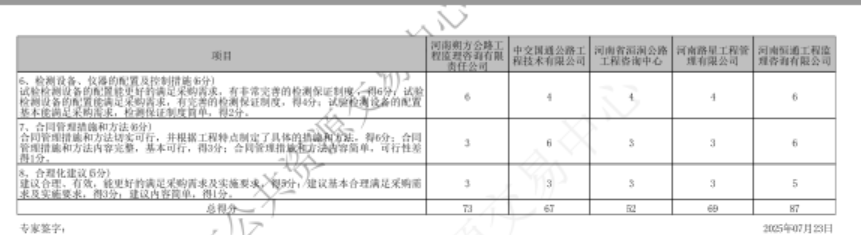 项目
河南朔方公路工程监理咨询有限责任公司
中交国通公路工程技术有限公司
河南省洹润公路工程咨询中心
河南路星工程管理有限公司
河南恒通工程监理咨询有限公司
6、检测设备、仪器的配置及控制措施(6分)
试验检测设备的配置能更好的满足采购需求，有非常完善的检测保证制度，得6分；试验
检测设备的配置能满足采购需求，有完善的检测保证制度，得4分；试验检测设备的配置
基本能满足采购需求，检测保证制度简单，得2分。
6 4 4 4 6
7、合同管理措施和方法(6分)
合同管理措施和方法切实可行，并根据工程特点制定了具体的措施和方法，得6分；合同
管理措施和方法内容完整，基本可行，得3分；合同管理措施和方法内容简单，可行性差
得1分。
3 6 3 3 6
8、合理化建议(5分)
建议合理、有效，能更好的满足采购需求及实施要求，得5分；建议基本合理满足采购需
求及实施要求，得3分；建议内容简单，得1分。
3 3 3 3 5
总得分 73 67 52 69 87
专家签字：
2025年07月23日
公共资源交易中心
源交易中心